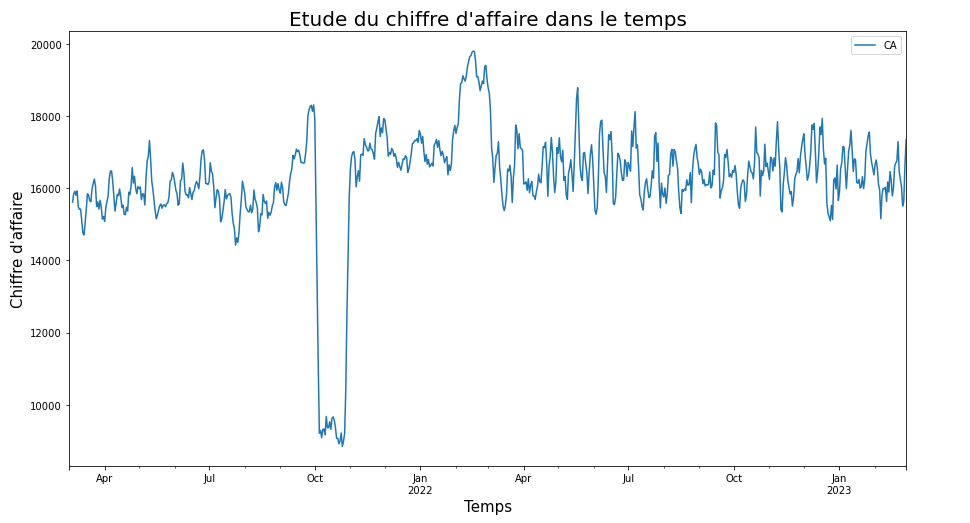 Etude du chiffre d'affaire dans le temps
CA
20000
18000
16000
14000
12000
10000
Chiffre d'affaire
Apr
Jul
Oct
Jan
2022
Apr
Jul
Oct
Jan
2023
Temps